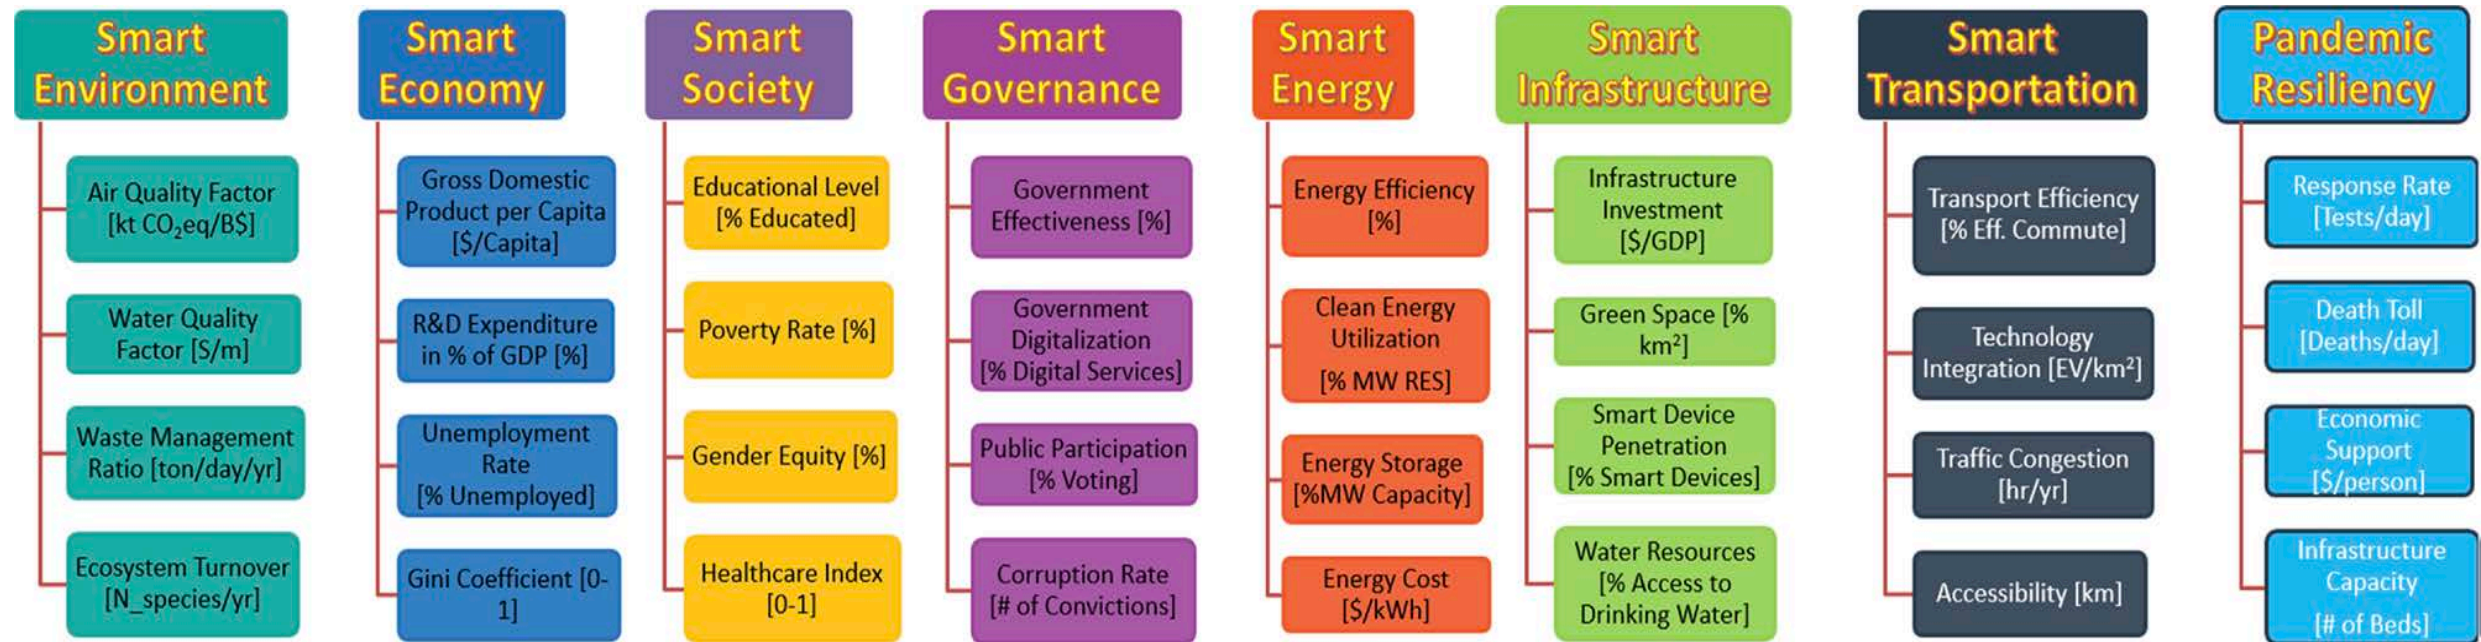 Smart
Environment
Air Quality Factor
[kt CO₂eq/B$]
Water Quality
Factor [S/m]
Waste Management
Ratio [ton/day/yr]
Ecosystem Turnover
[N_species/yr]
Smart
Economy
Gross Domestic
Product per Capita
[$/Capita]
R&D Expenditure
in % of GDP [%]
Unemployment
Rate
[% Unemployed]
Gini Coefficient [0-
1]
Smart
Society
Educational Level
[% Educated]
Poverty Rate [%]
Gender Equity [%]
Healthcare Index
[0-1]
Smart
Governance
Government
Effectiveness [%]
Government
Digitalization
[% Digital Services]
Public Participation
[% Voting]
Corruption Rate
[# of Convictions]
Smart
Energy
Energy Efficiency
[%]
Clean Energy
Utilization
[% MW RES]
Energy Storage
[%MW Capacity]
Energy Cost
[$/kWh]
Smart
Infrastructure
Infrastructure
Investment
[$/GDP]
Green Space [%
km²]
Smart Device
Penetration
[% Smart Devices]
Water Resources
[% Access to
Drinking Water]
Smart
Transportation
Transport Efficiency
[% Eff. Commute]
Technology
Integration [EV/km²]
Traffic Congestion
[hr/yr]
Accessibility [km]
Pandemic
Resiliency
Response Rate
[Tests/day]
Death Toll
[Deaths/day]
Economic
Support
[$/person]
Infrastructure
Capacity
[# of Beds]